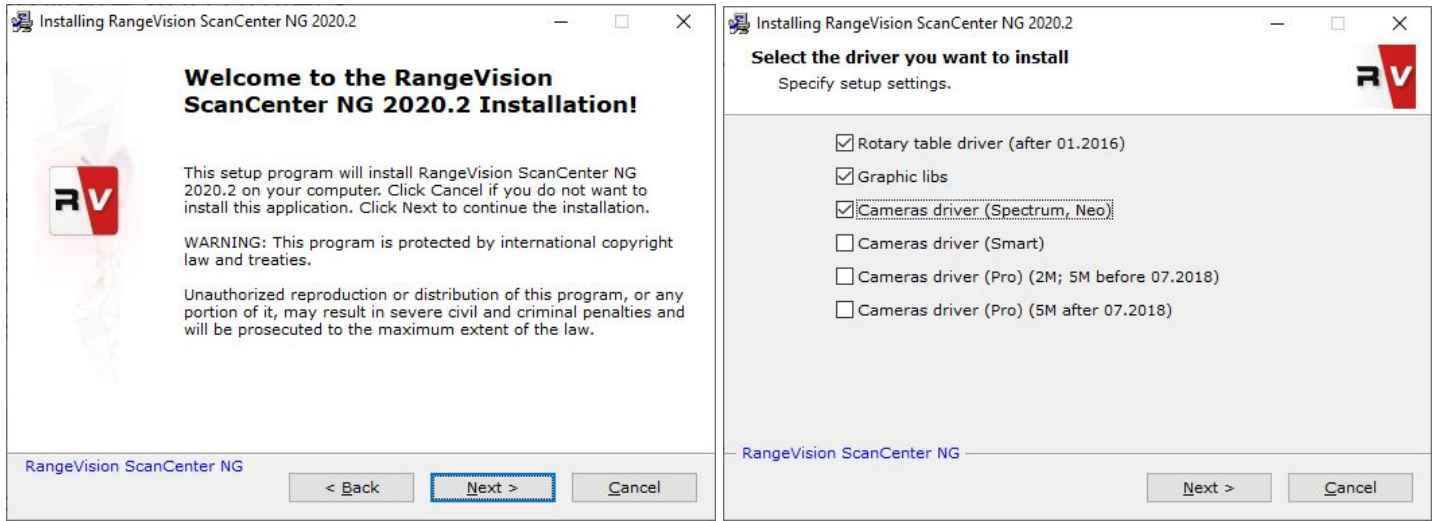 Installing RangeVision ScanCenter NG 2020.2
Welcome to the RangeVision
ScanCenter NG 2020.2 Installation!
This setup program will install RangeVision ScanCenter NG
2020.2 on your computer. Click Cancel if you do not want to
install this application. Click Next to continue the installation.
WARNING: This program is protected by international copyright
law and treaties.
Unauthorized reproduction or distribution of this program, or any
portion of it, may result in severe civil and criminal penalties and
will be prosecuted to the maximum extent of the law.
RV
RangeVision ScanCenter NG
< Back
Next >
Cancel
Installing RangeVision ScanCenter NG 2020.2
Select the driver you want to install
Specify setup settings.
RV
Rotary table driver (after 01.2016)
Graphic libs
Cameras driver (Spectrum, Neo)
Cameras driver (Smart)
Cameras driver (Pro) (2M; 5M before 07.2018)
Cameras driver (Pro) (5M after 07.2018)
RangeVision ScanCenter NG
Next >
Cancel